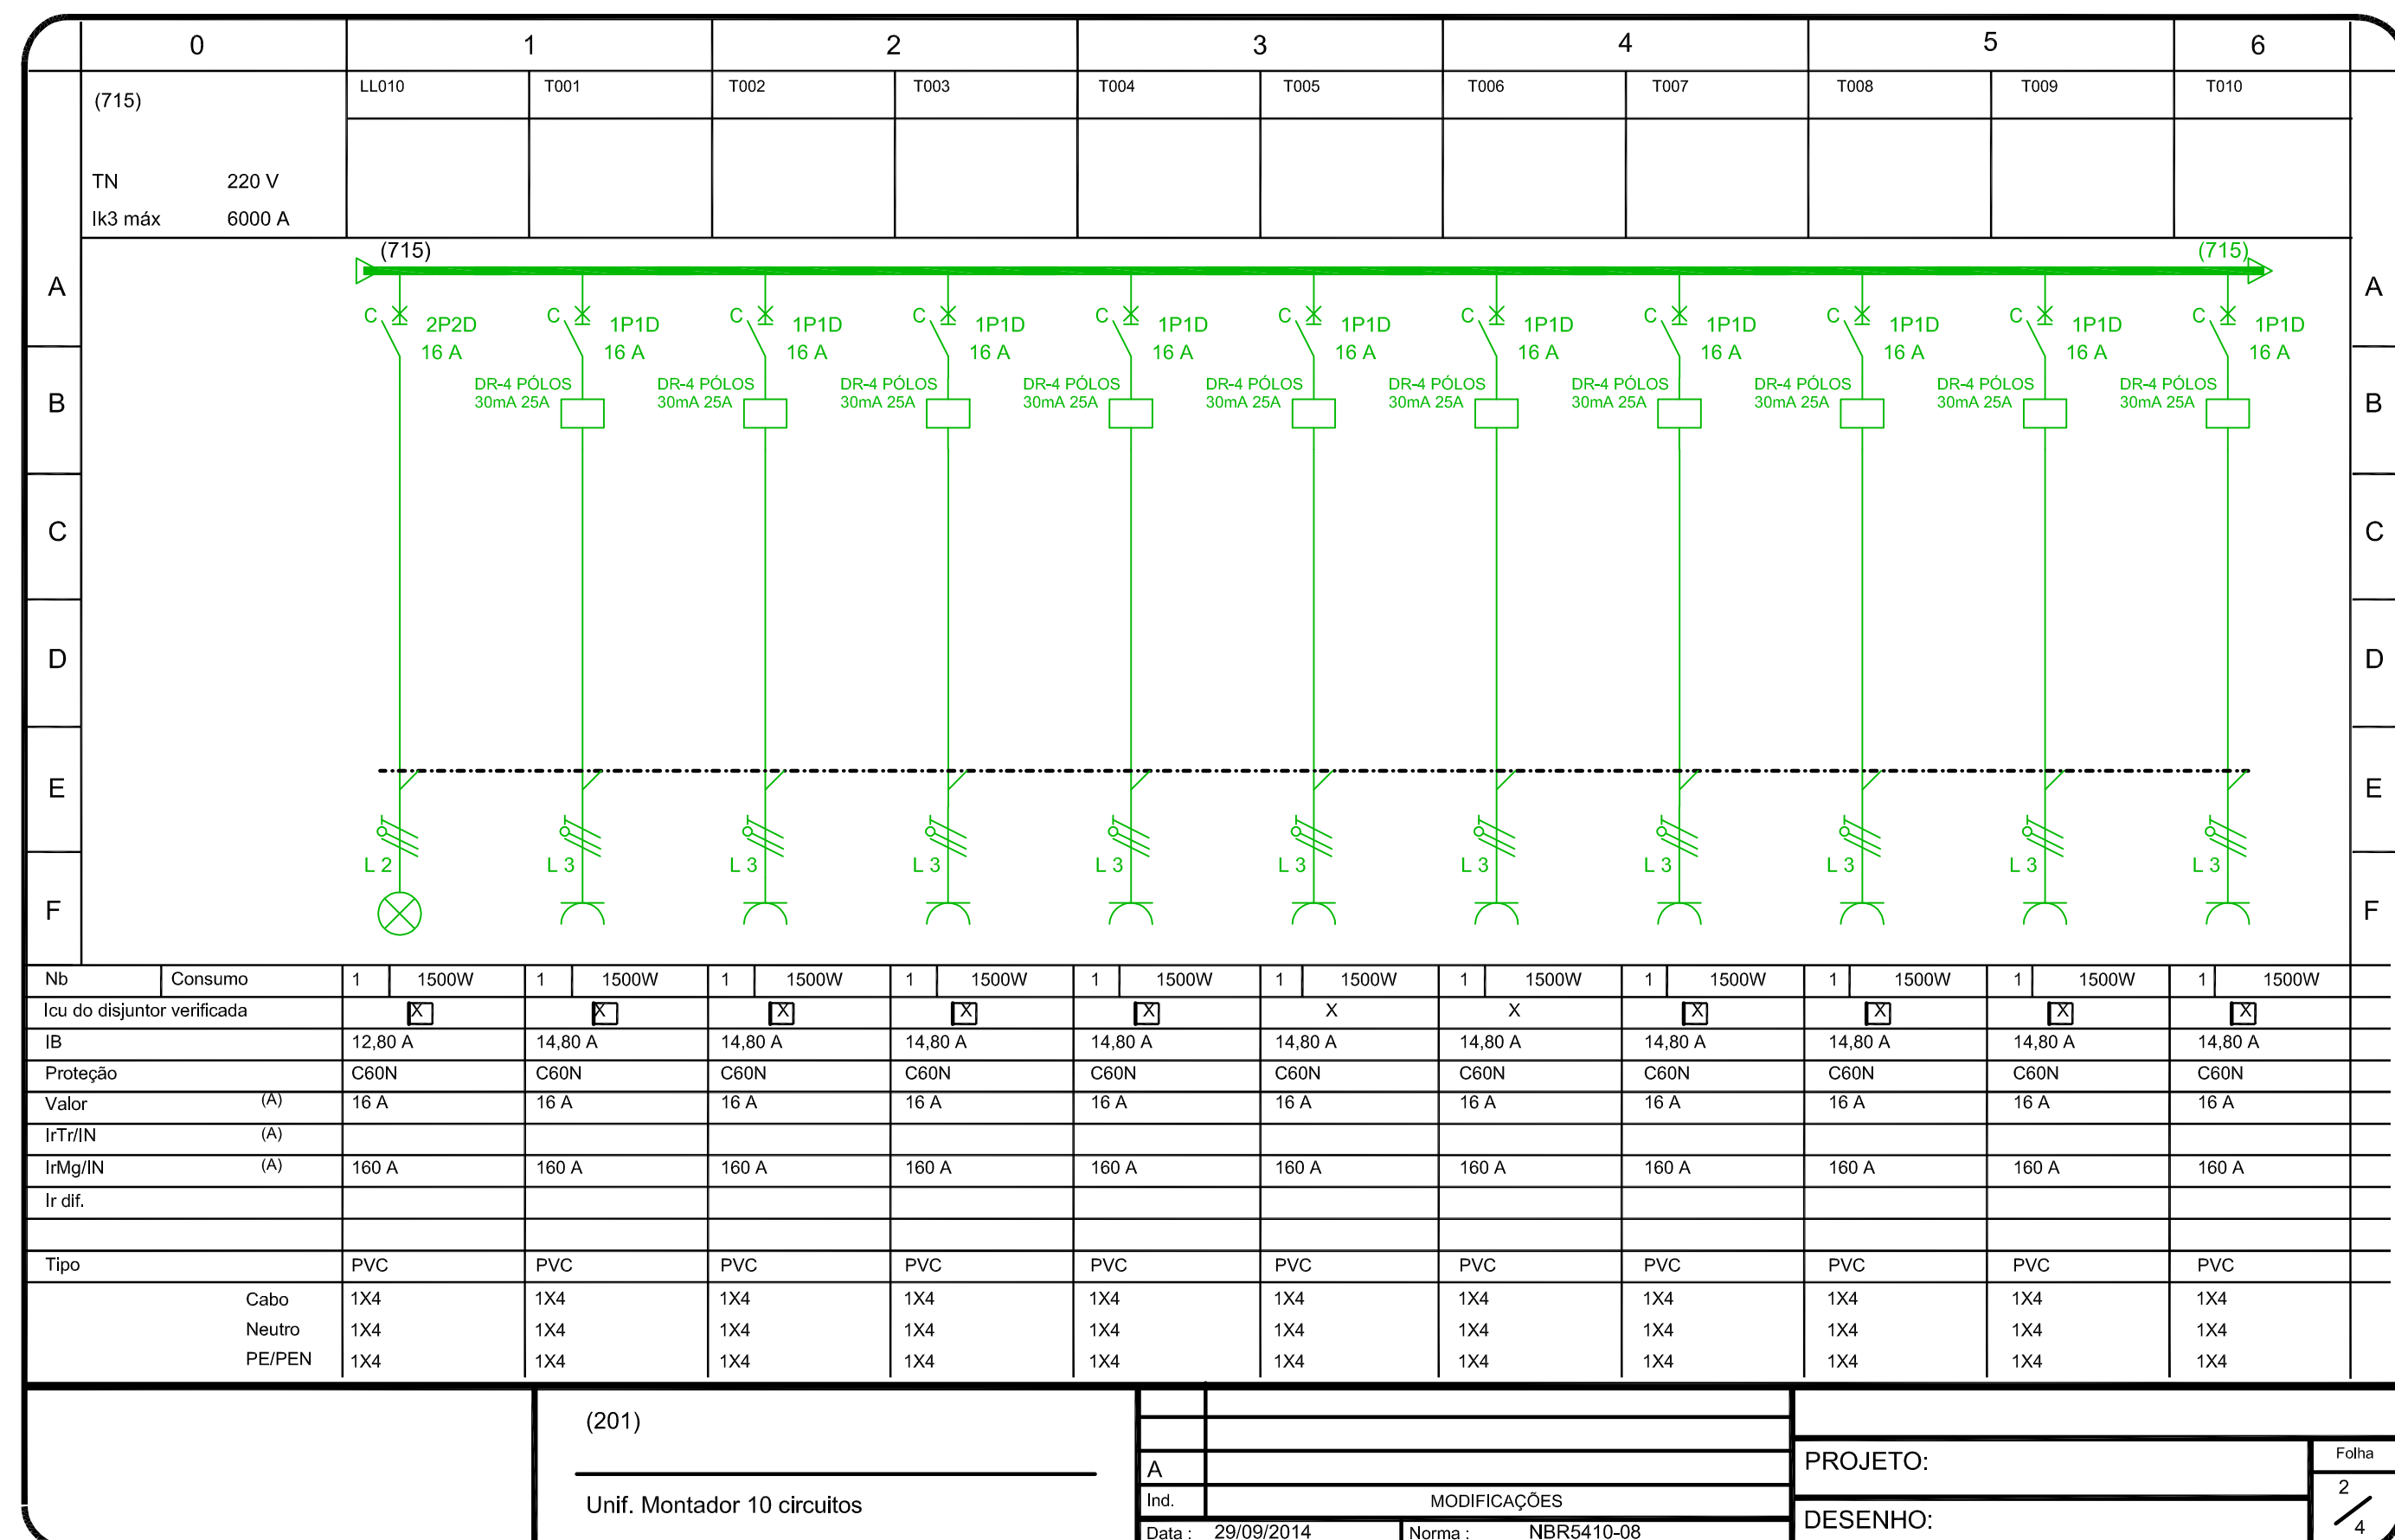 0 1 2 3 4 5 6
(715) LL010 T001 T002 T003 T004 T005 T006 T007 T008 T009 T010
TN 220 V
Ik3 máx 6000 A
(715) (715)
A A
C C C C C C C C C C C
2P2D 1P1D 1P1D 1P1D 1P1D 1P1D 1P1D 1P1D 1P1D 1P1D 1P1D
16 A 16 A 16 A 16 A 16 A 16 A 16 A 16 A 16 A 16 A 16 A
DR-4 PÓLOS DR-4 PÓLOS DR-4 PÓLOS DR-4 PÓLOS DR-4 PÓLOS DR-4 PÓLOS DR-4 PÓLOS DR-4 PÓLOS DR-4 PÓLOS DR-4 PÓLOS
B 30mA 25A 30mA 25A 30mA 25A 30mA 25A 30mA 25A 30mA 25A 30mA 25A 30mA 25A 30mA 25A 30mA 25A B
C C
D D
E E
L 2 L 3 L 3 L 3 L 3 L 3 L 3 L 3 L 3 L 3 L 3
F F
Nb Consumo 1 1500W 1 1500W 1 1500W 1 1500W 1 1500W 1 1500W 1 1500W 1 1500W 1 1500W 1 1500W 1 1500W
Icu do disjuntor verificada X X X X X X X X X X X
IB 12,80 A 14,80 A 14,80 A 14,80 A 14,80 A 14,80 A 14,80 A 14,80 A 14,80 A 14,80 A 14,80 A
Proteção C60N C60N C60N C60N C60N C60N C60N C60N C60N C60N C60N
Valor (A) 16 A 16 A 16 A 16 A 16 A 16 A 16 A 16 A 16 A 16 A 16 A
IrTr/IN (A)
IrMg/IN (A) 160 A 160 A 160 A 160 A 160 A 160 A 160 A 160 A 160 A 160 A 160 A
Ir dif.
Tipo PVC PVC PVC PVC PVC PVC PVC PVC PVC PVC PVC
Cabo 1X4 1X4 1X4 1X4 1X4 1X4 1X4 1X4 1X4 1X4 1X4
Neutro 1X4 1X4 1X4 1X4 1X4 1X4 1X4 1X4 1X4 1X4 1X4
PE/PEN 1X4 1X4 1X4 1X4 1X4 1X4 1X4 1X4 1X4 1X4 1X4
(201)
Unif. Montador 10 circuitos
A
Ind. MODIFICAÇÕES
Data : 29/09/2014 Norma : NBR5410-08
PROJETO:
DESENHO:
Folha
2/4